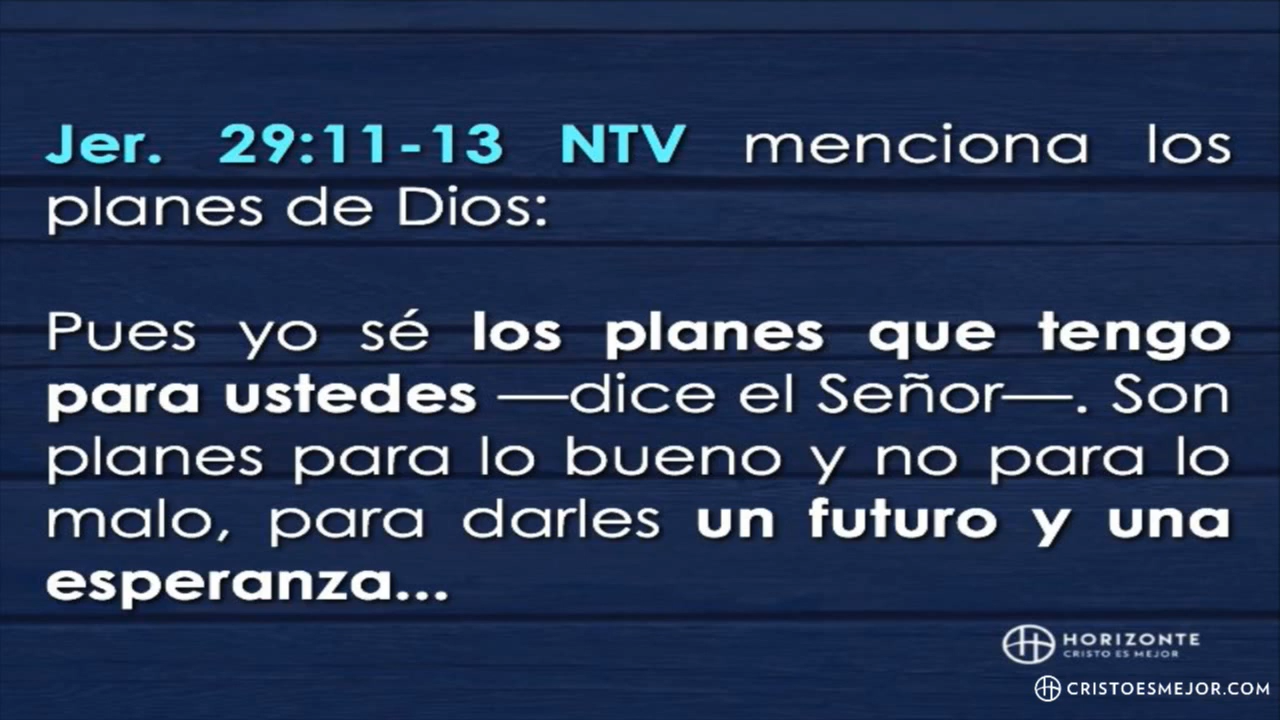 Jer. 29:11-13 NTV menciona los
planes de Dios:
Pues yo sé los planes que tengo
para ustedes —dice el Señor—. Son
planes para lo bueno y no para lo
malo, para darles un futuro y una
esperanza...
HORIZONTE
CRISTO ES MEJOR
CRISTOESMEJOR.COM